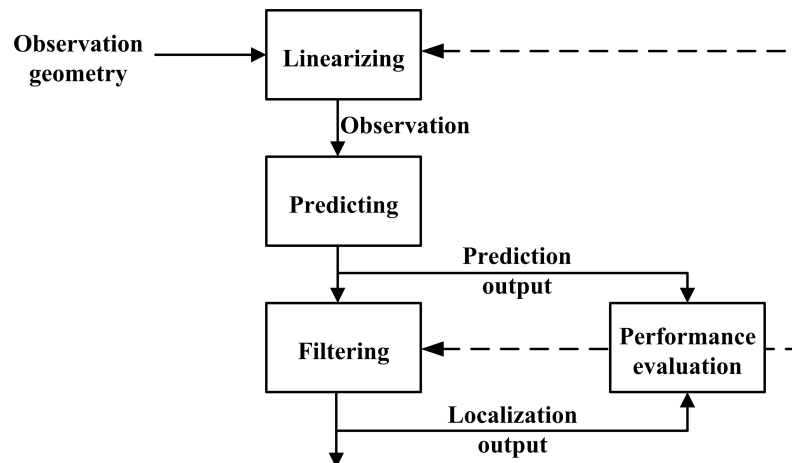 Observation
geometry
Linearizing
Observation
Predicting
Prediction
output
Filtering
Performance
evaluation
Localization
output